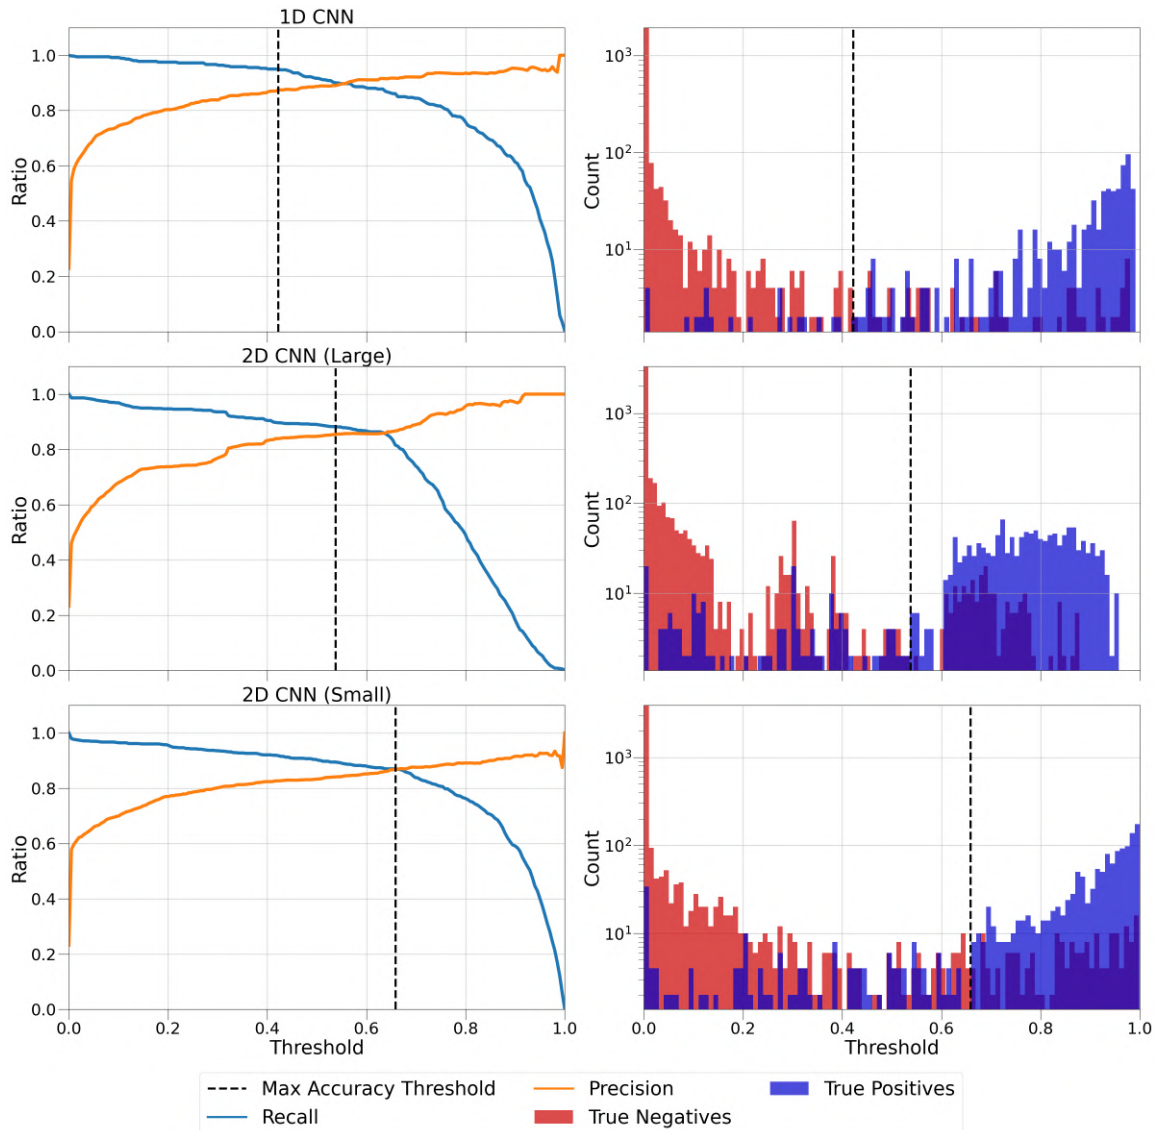 1D CNN
1.0
0.8
0.6
0.4
0.2
0.0
Ratio
10³
10²
10¹
Count
2D CNN (Large)
1.0
0.8
0.6
0.4
0.2
0.0
Ratio
10³
10²
10¹
Count
2D CNN (Small)
1.0
0.8
0.6
0.4
0.2
0.0
Ratio
0.0 0.2 0.4 0.6 0.8 1.0
Threshold
10³
10²
10¹
Count
0.0 0.2 0.4 0.6 0.8 1.0
Threshold
Max Accuracy Threshold Precision True Positives
Recall True Negatives